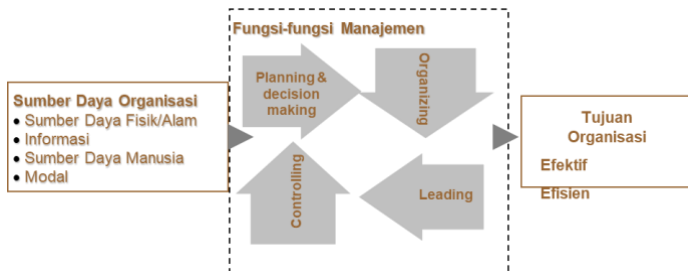 Fungsi-fungsi Manajemen
Sumber Daya Organisasi
• Sumber Daya Fisik/Alam
• Informasi
• Sumber Daya Manusia
• Modal
Planning &
decision
making
Organizing
Controlling
Leading
Tujuan
Organisasi
Efektif
Efisien